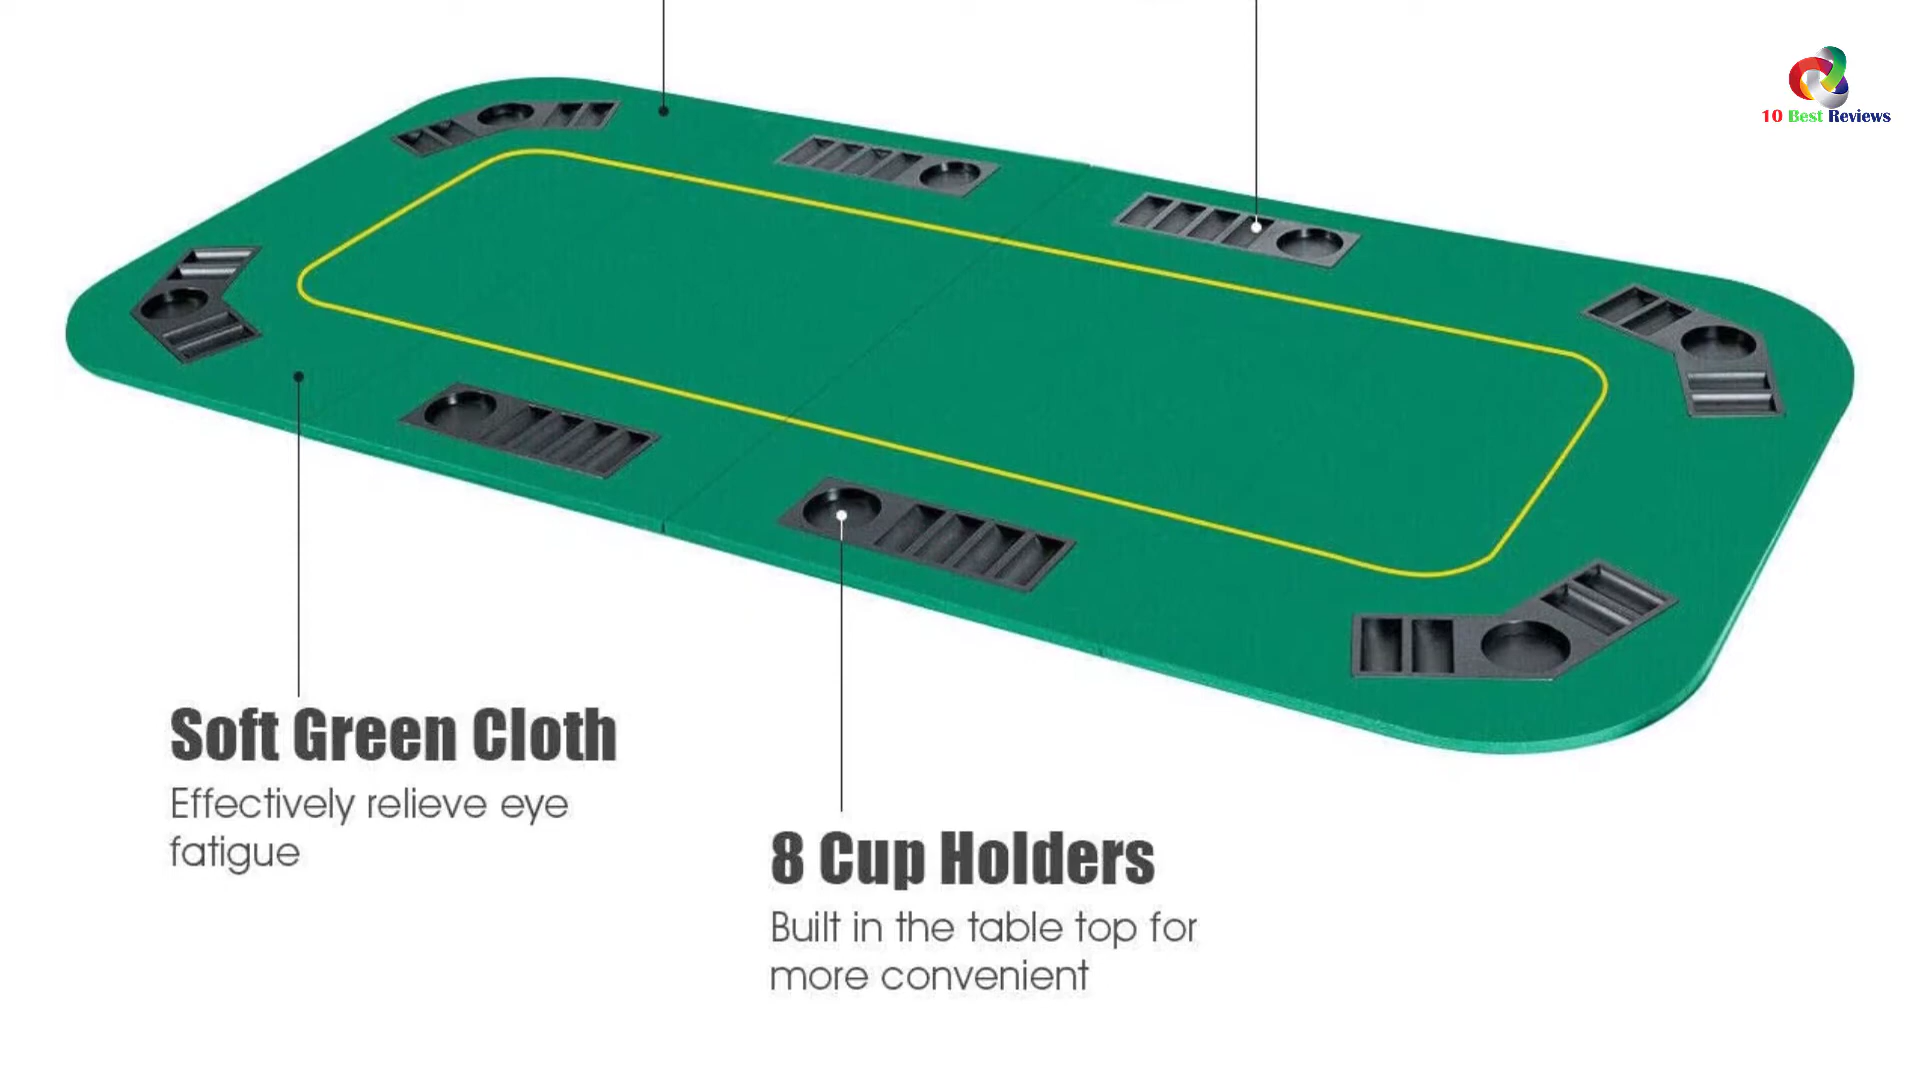 10 Best Reviews
Soft Green Cloth
Effectively relieve eye
fatigue
8 Cup Holders
Built in the table top for
more convenient